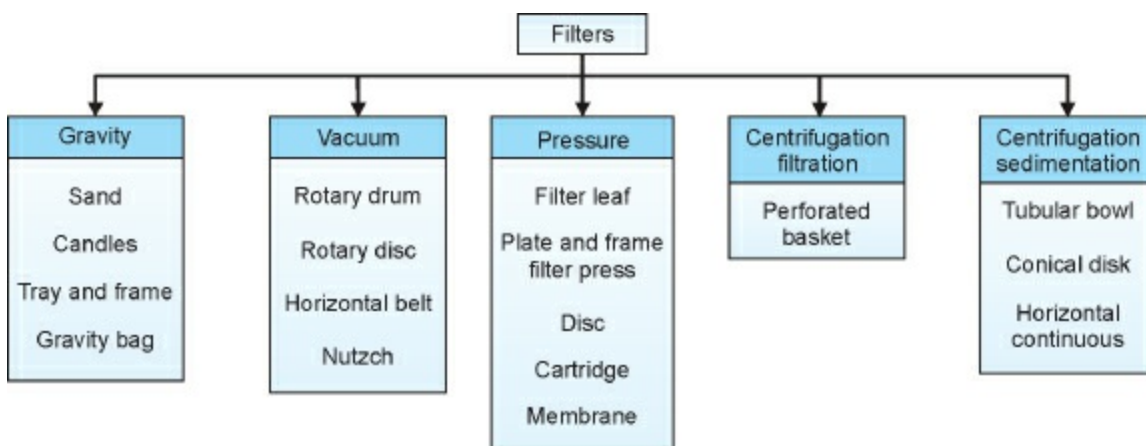 Filters
Gravity
Sand
Candles
Tray and frame
Gravity bag
Vacuum
Rotary drum
Rotary disc
Horizontal belt
Nutzch
Pressure
Filter leaf
Plate and frame
filter press
Disc
Cartridge
Membrane
Centrifugation
filtration
Perforated
basket
Centrifugation
sedimentation
Tubular bowl
Conical disk
Horizontal
continuous